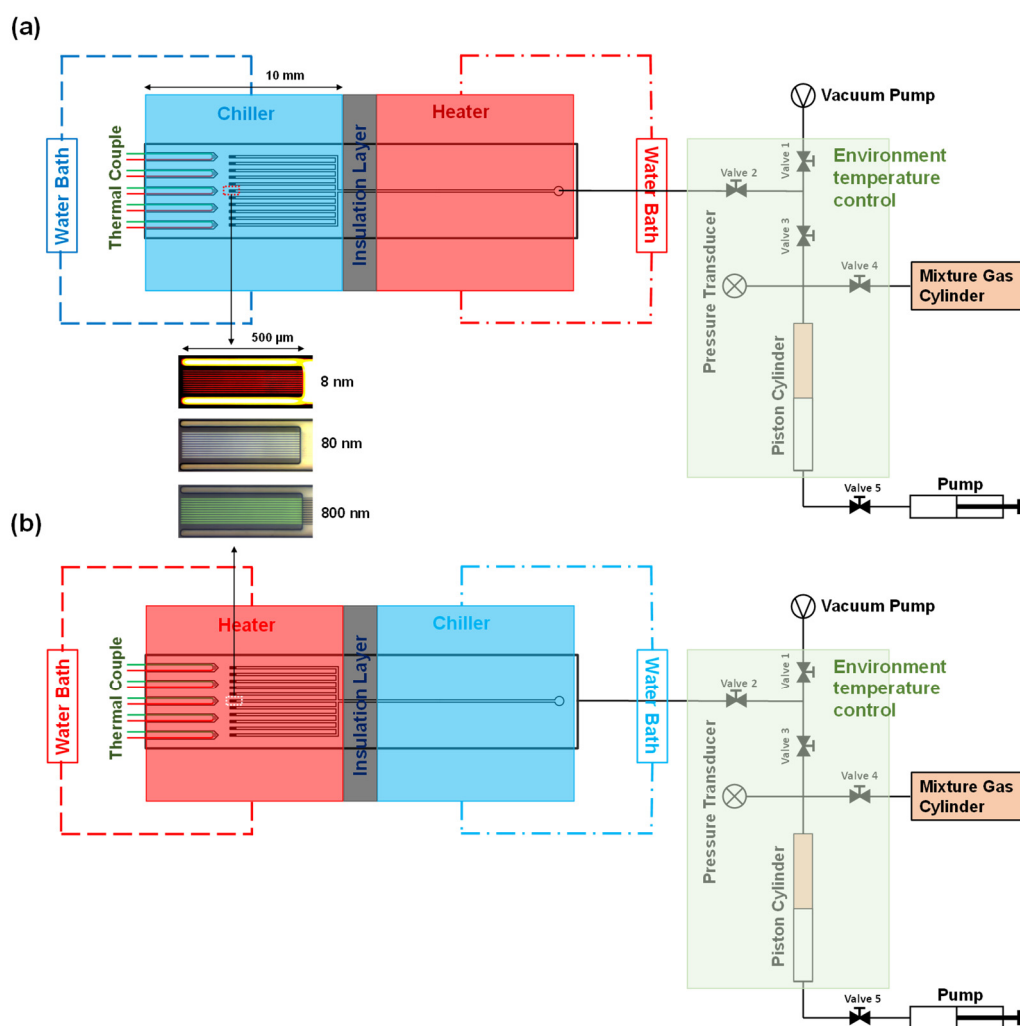 (a)
10 mm
Chiller
Heater
Water Bath
Thermal Couple
Insulation Layer
Water Bath
Vacuum Pump
Valve 1
Environment
temperature
control
Valve 2
Valve 3
Pressure Transducer
Valve 4
Mixture Gas
Cylinder
Piston Cylinder
Valve 5
Pump
500 µm
8 nm
80 nm
800 nm
(b)
Heater
Chiller
Water Bath
Thermal Couple
Insulation Layer
Water Bath
Vacuum Pump
Valve 1
Environment
temperature
control
Valve 2
Valve 3
Pressure Transducer
Valve 4
Mixture Gas
Cylinder
Piston Cylinder
Valve 5
Pump